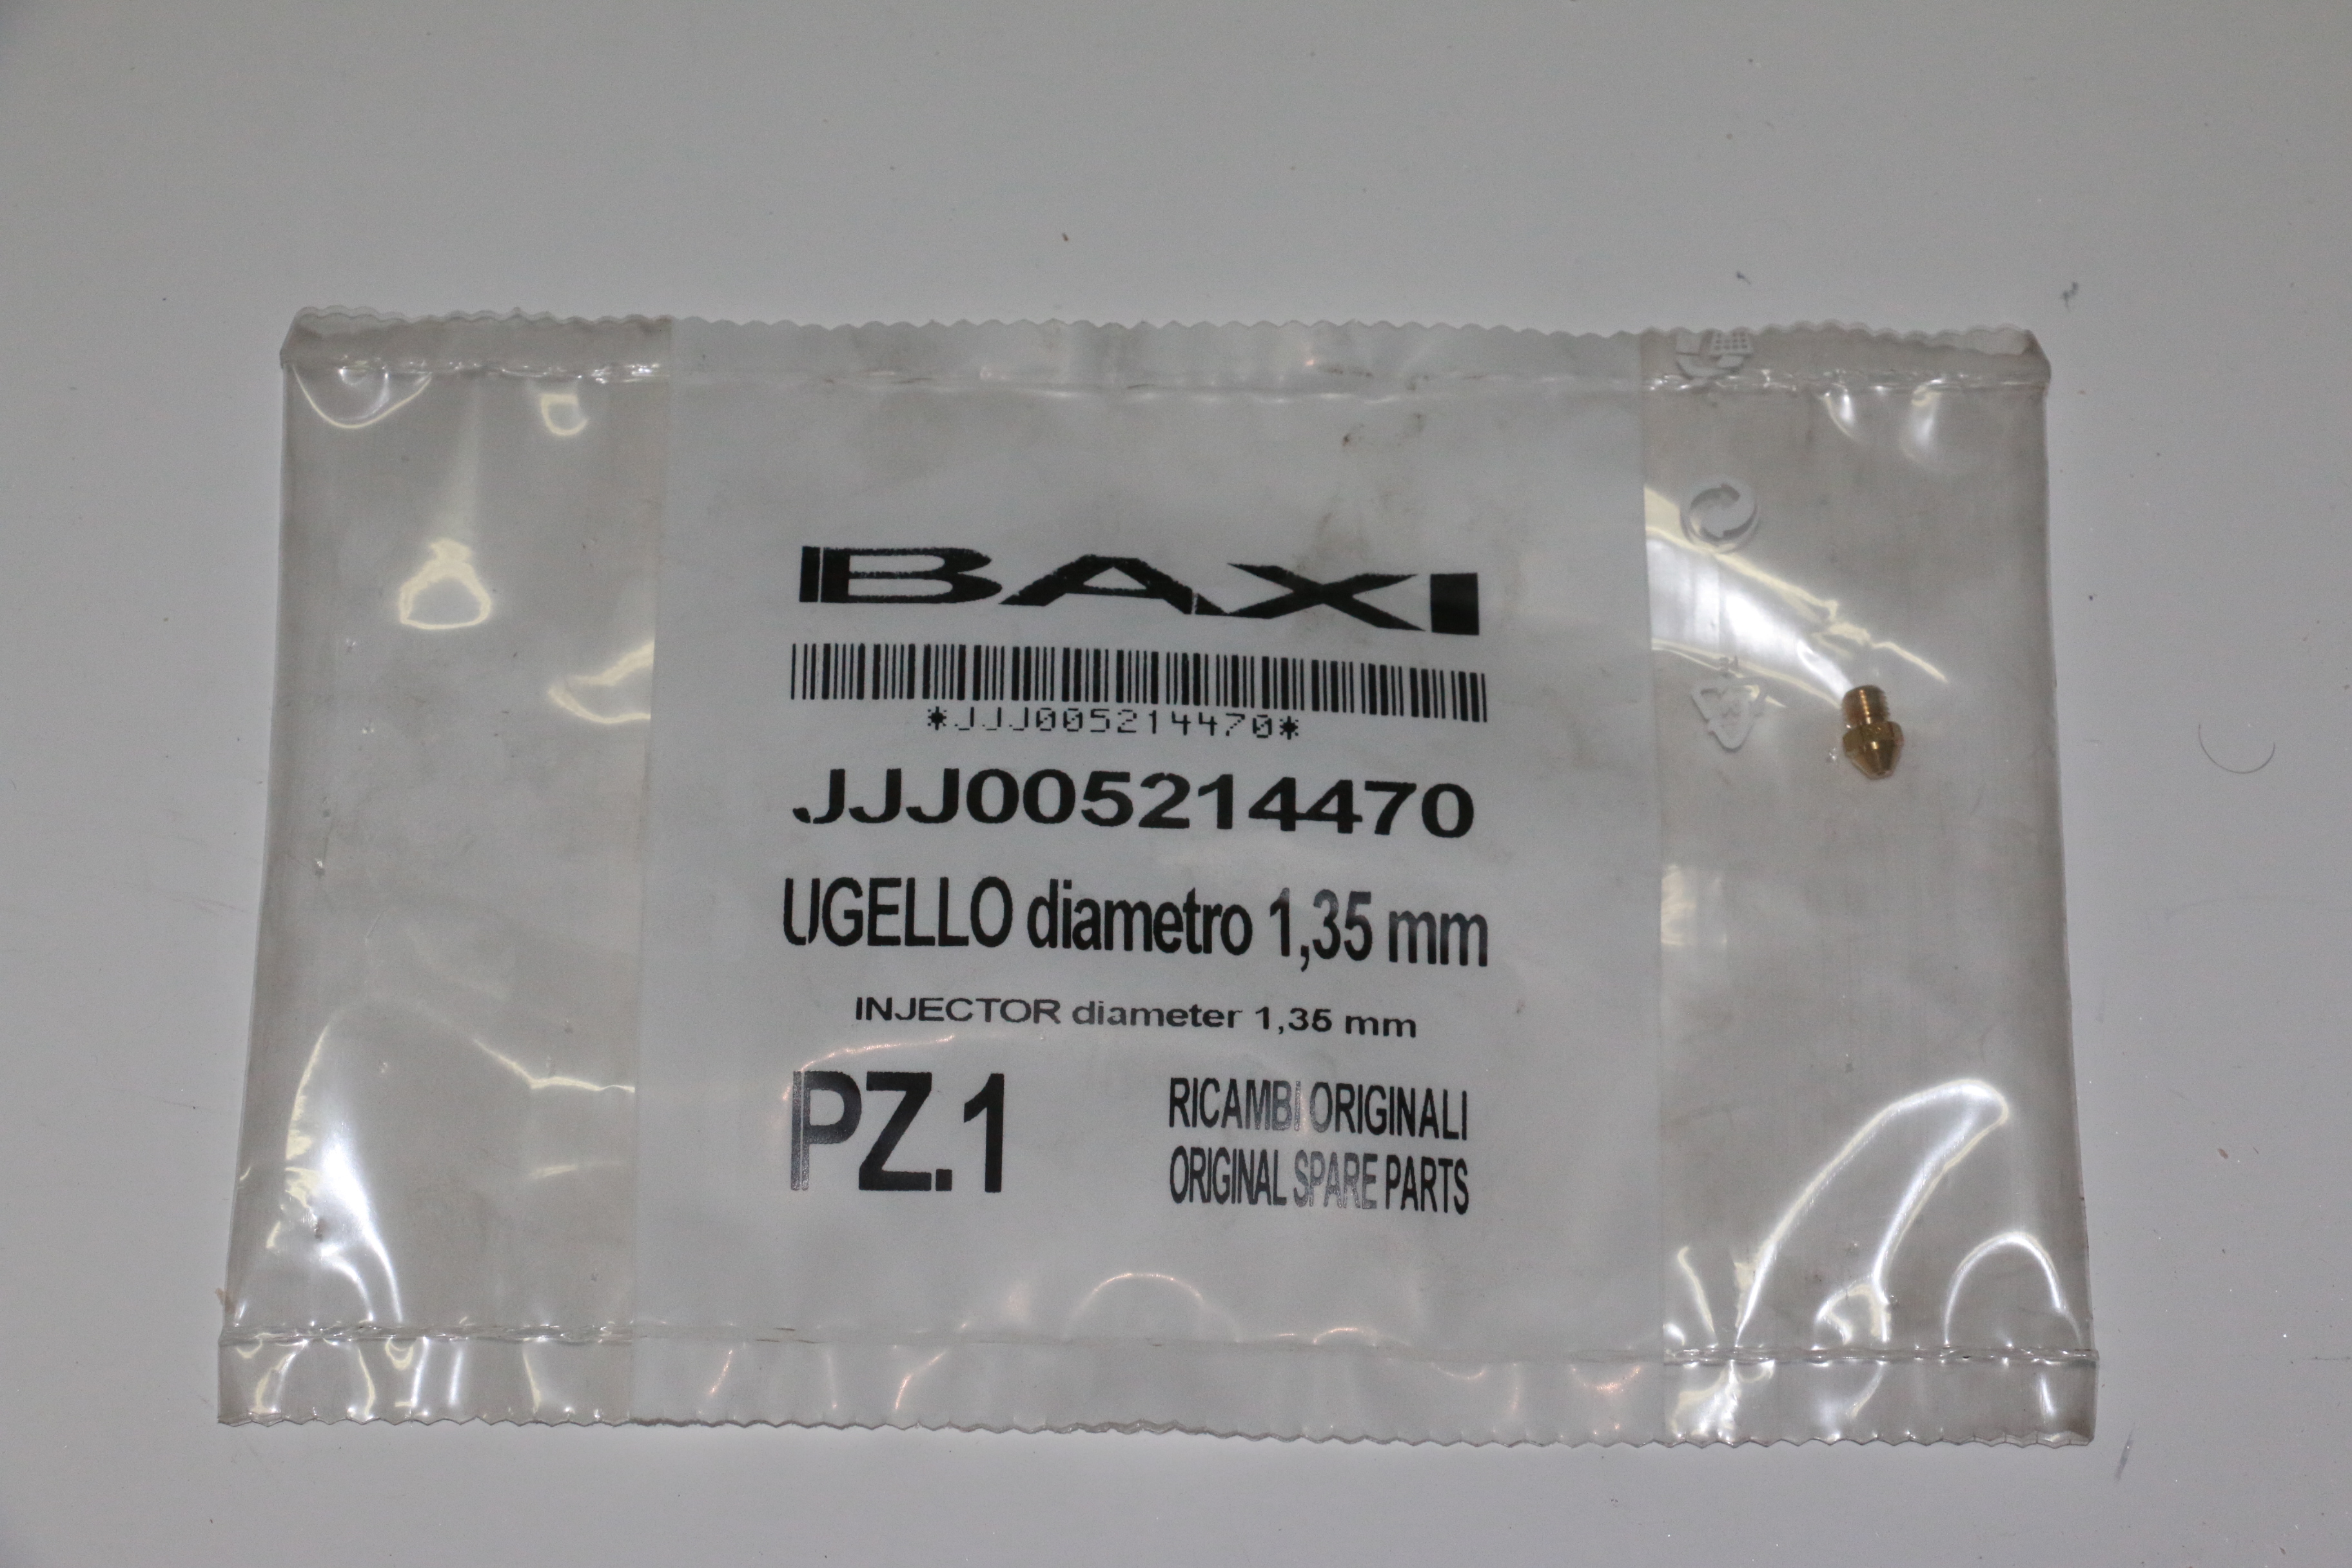 BAXI
*JJJ005214470*
JJJ005214470
UGELLO diametro 1,35 mm
INJECTOR diameter 1,35 mm
PZ.1
RICAMBI ORIGINALI
ORIGINAL SPARE PARTS